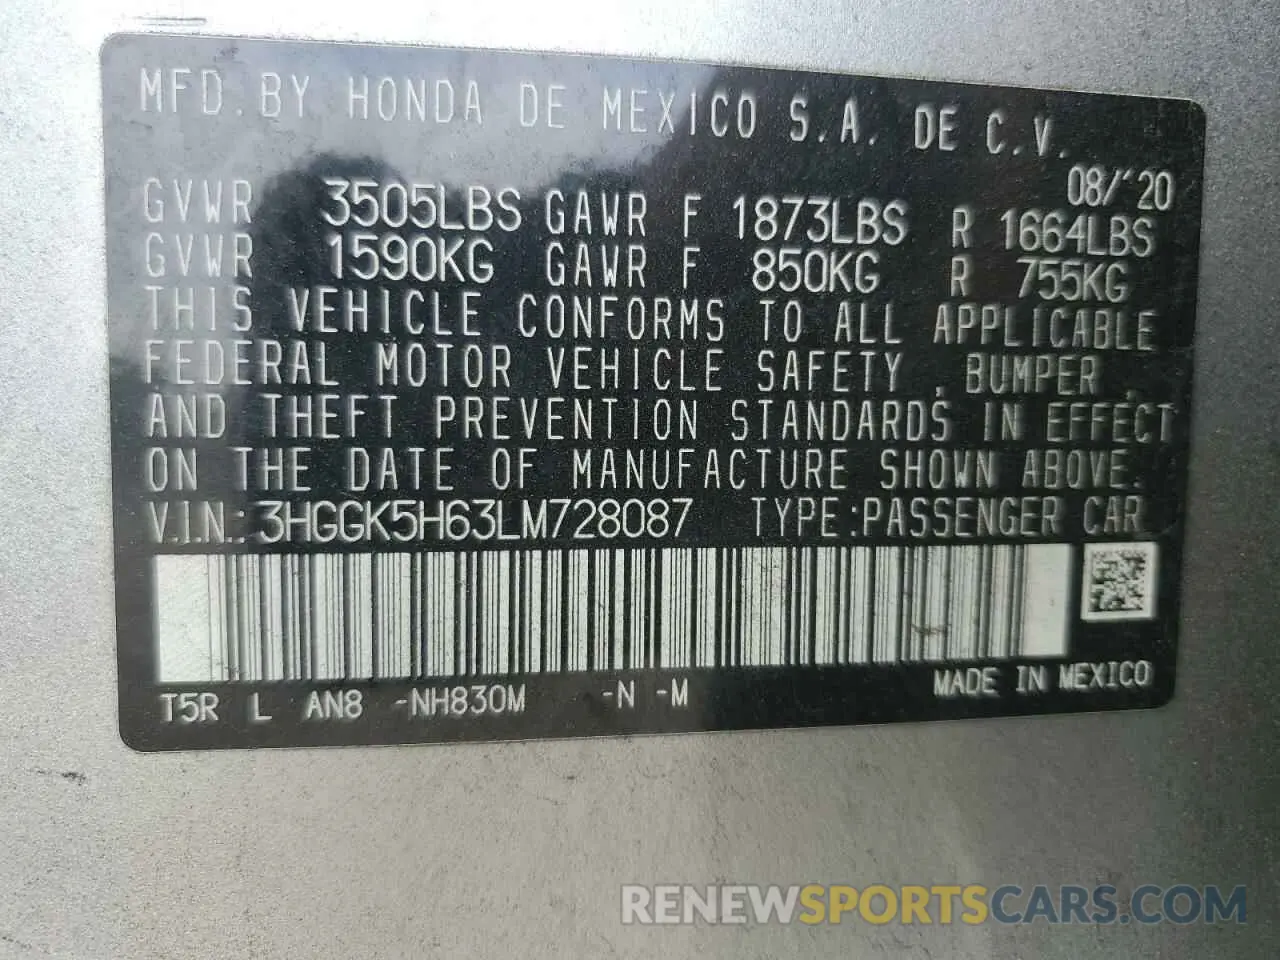 MFD. BY HONDA DE MEXICO S.A. DE C.V.
08/'20
GVWR 3505LBS GAWR F 1873LBS R 1664LBS
GVWR 1590KG GAWR F 850KG R 755KG
THIS VEHICLE CONFORMS TO ALL APPLICABLE
FEDERAL MOTOR VEHICLE SAFETY , BUMPER ,
AND THEFT PREVENTION STANDARDS IN EFFECT
ON THE DATE OF MANUFACTURE SHOWN ABOVE.
V.I.N.: 3HGGK5H63LM728087 TYPE:PASSENGER CAR
T5R L AN8 -NH830M -N -M MADE IN MEXICO
RENEWSPORTSCARS.COM